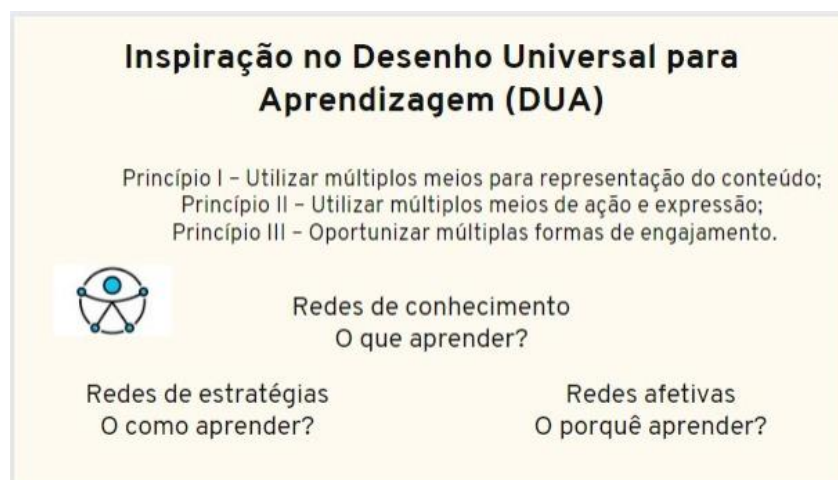 Inspiração no Desenho Universal para
Aprendizagem (DUA)
Princípio I – Utilizar múltiplos meios para representação do conteúdo;
Princípio II – Utilizar múltiplos meios de ação e expressão;
Princípio III – Oportunizar múltiplas formas de engajamento.
Redes de conhecimento
O que aprender?
Redes de estratégias
O como aprender?
Redes afetivas
O porquê aprender?